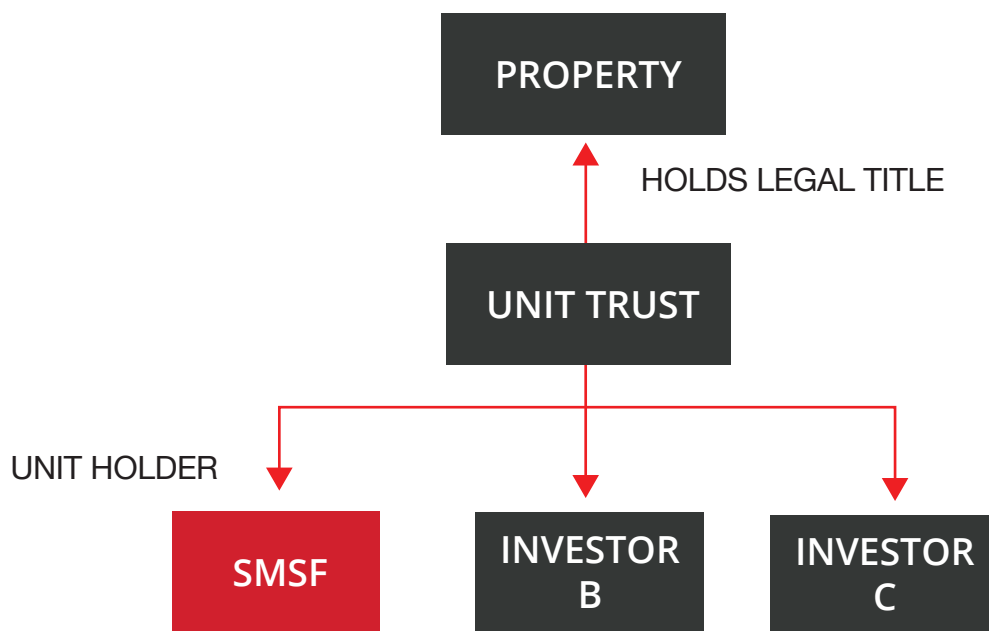 PROPERTY
HOLDS LEGAL TITLE
UNIT TRUST
UNIT HOLDER
SMSF
INVESTOR
B
INVESTOR
C